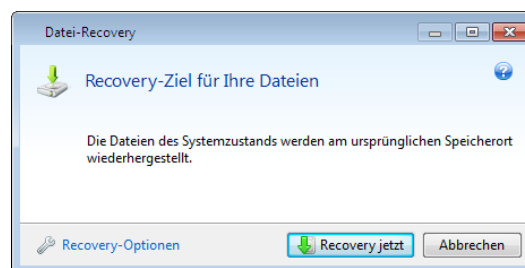 Datei-Recovery
Recovery-Ziel für Ihre Dateien
Die Dateien des Systemzustands werden am ursprünglichen Speicherort
wiederhergestellt.
Recovery-Optionen Recovery jetzt Abbrechen